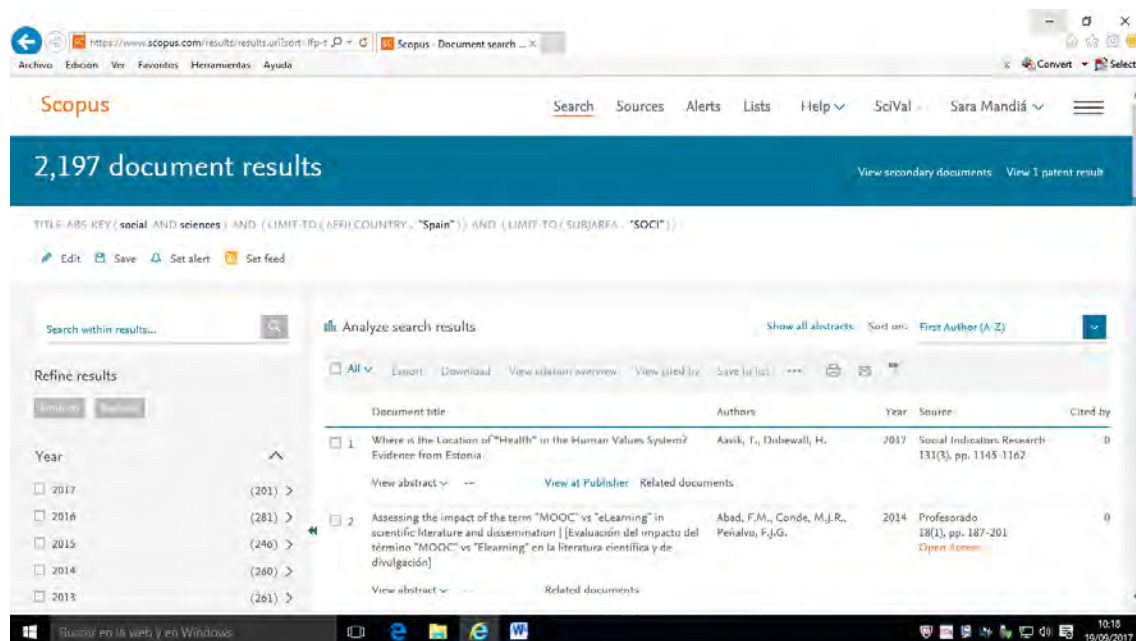 https://www.scopus.com/results/results.uri?sort
Scopus - Document search ...
Archivo Edición Ver Favoritos Herramientas Ayuda
Convert Select
Scopus
Search Sources Alerts Lists Help SciVal Sara Mandiá
2,197 document results
View secondary documents View 1 patent result
TITLE-ABS-KEY ( social AND sciences ) AND ( LIMIT-TO ( AFFILCOUNTRY , "Spain" ) ) AND ( LIMIT-TO ( SUBJAREA , "SOCI" ) )
Edit Save Set alert Set feed
Search within results...
Analyze search results
Show all abstracts Sort on: First Author (A-Z)
Refine results
All Export Download View citation overview View cited by Save to list ...
Document title Authors Year Source Cited by
Year
1 Where is the Location of "Health" in the Human Values System? Aavik, T., Dobewall, H. 2017 Social Indicators Research 0
Evidence from Estonia 131(3), pp. 1145-1162
View abstract View at Publisher Related documents
2017 (201)
2016 (281)
2015 (246)
2014 (260)
2013 (261)
2 Assessing the impact of the term "MOOC" vs "eLearning" in Abad, F.M., Conde, M.J.R., 2014 Profesorado 0
scientific literature and dissemination | [Evaluación del impacto del Peñalvo, F.J.G. 18(1), pp. 187-201
término "MOOC" vs "Elearning" en la literatura científica y de Open Access
divulgación]
View abstract Related documents
Buscar en la web y en Windows
10:18
19/09/201